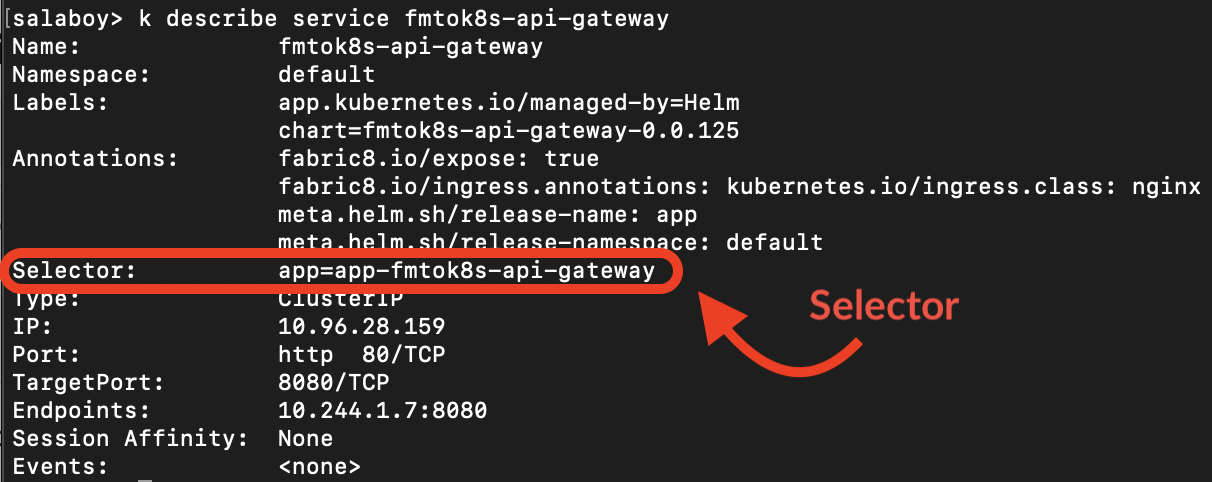 [salaboy> k describe service fmtok8s-api-gateway
Name: fmtok8s-api-gateway
Namespace: default
Labels: app.kubernetes.io/managed-by=Helm
chart=fmtok8s-api-gateway-0.0.125
Annotations: fabric8.io/expose: true
fabric8.io/ingress.annotations: kubernetes.io/ingress.class: nginx
meta.helm.sh/release-name: app
meta.helm.sh/release-namespace: default
Selector: app=app-fmtok8s-api-gateway
Type: ClusterIP
Selector
IP: 10.96.28.159
Port: http 80/TCP
TargetPort: 8080/TCP
Endpoints: 10.244.1.7:8080
Session Affinity: None
Events: <none>